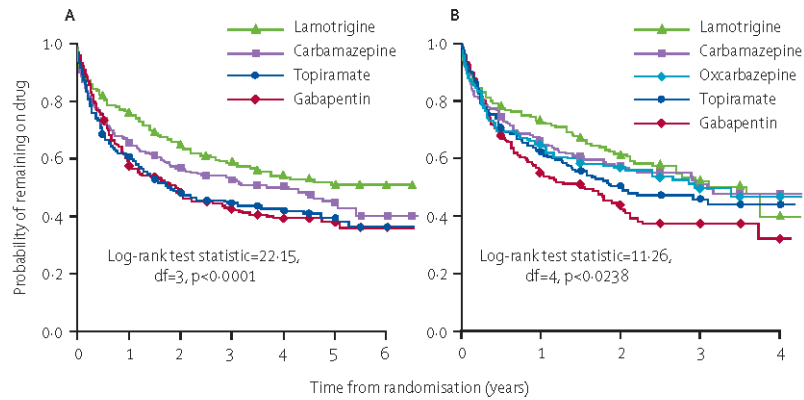 A
Lamotrigine
Carbamazepine
Topiramate
Gabapentin
B
Lamotrigine
Carbamazepine
Oxcarbazepine
Topiramate
Gabapentin
Probability of remaining on drug
1·0
0·8
0·6
0·4
0·2
0·0
Log-rank test statistic=22·15,
df=3, p<0·0001
0 1 2 3 4 5 6
1·0
0·8
0·6
0·4
0·2
0·0
Log-rank test statistic=11·26,
df=4, p<0·0238
0 1 2 3 4
Time from randomisation (years)